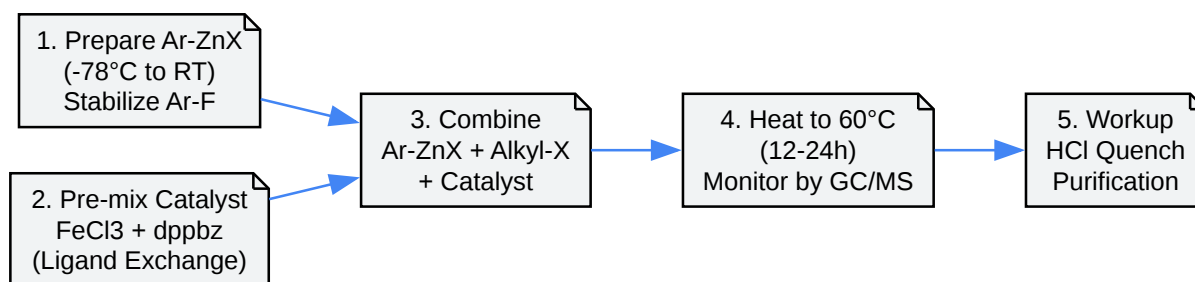 1. Prepare Ar-ZnX
(-78°C to RT)
Stabilize Ar-F
2. Pre-mix Catalyst
FeCl3 + dppbz
(Ligand Exchange)
3. Combine
Ar-ZnX + Alkyl-X
+ Catalyst
4. Heat to 60°C
(12-24h)
Monitor by GC/MS
5. Workup
HCl Quench
Purification